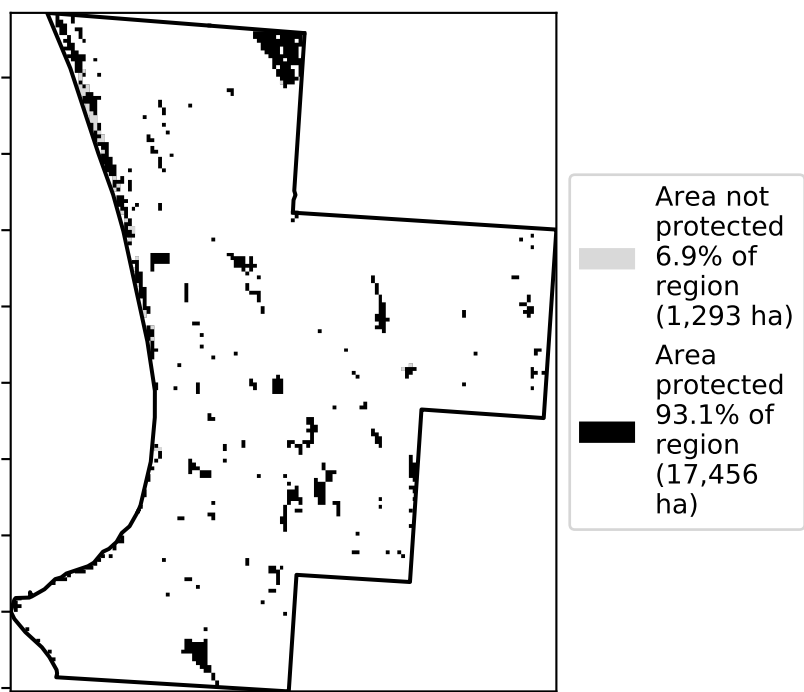 Area not
protected
6.9% of
region
(1,293 ha)
Area
protected
93.1% of
region
(17,456
ha)